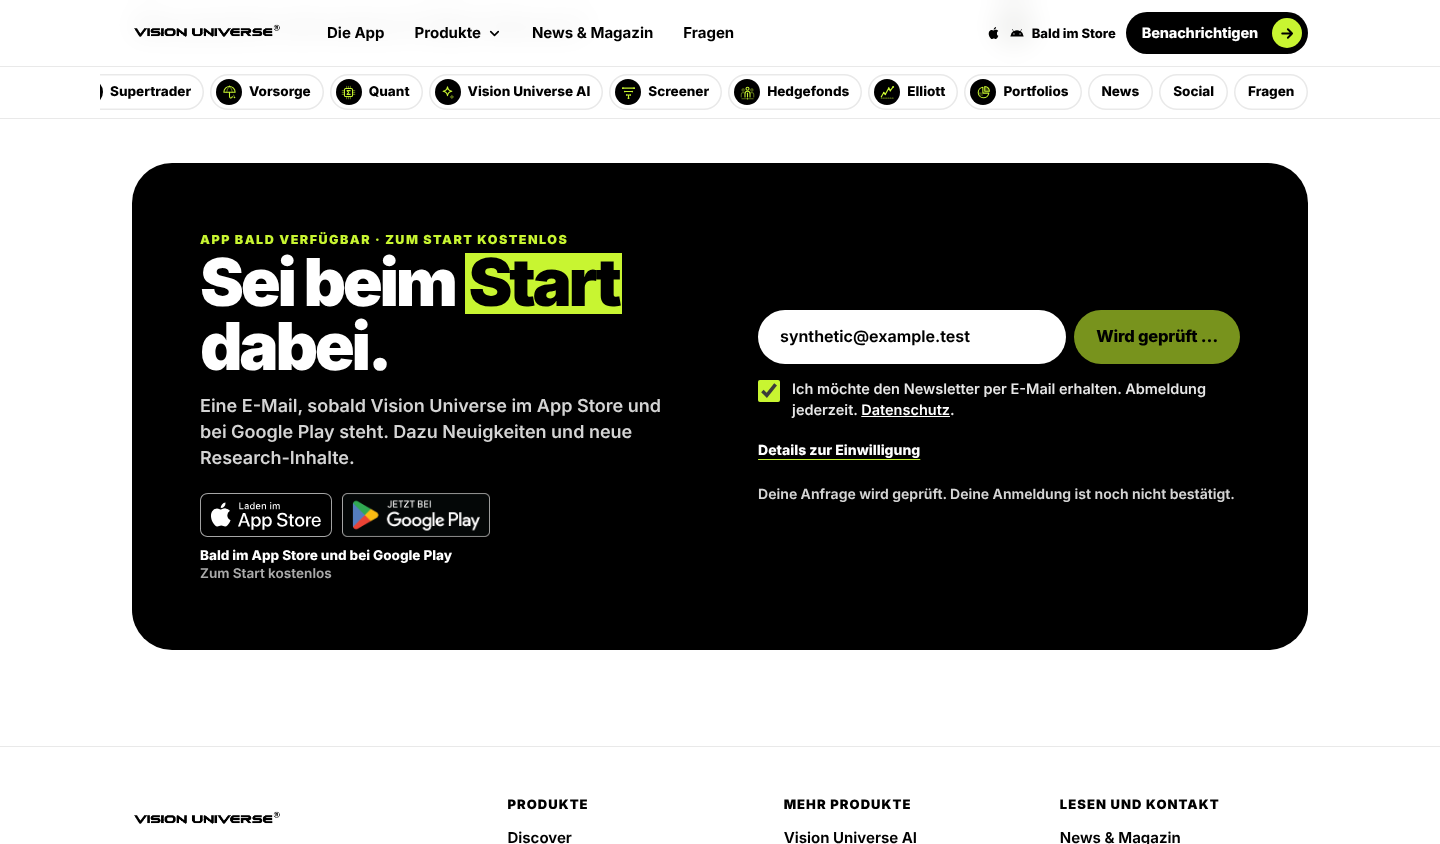 VISION UNIVERSE®
Die App
Produkte
News & Magazin
Fragen
Bald im Store
Benachrichtigen
Supertrader
Vorsorge
Quant
Vision Universe AI
Screener
Hedgefonds
Elliott
Portfolios
News
Social
Fragen
APP BALD VERFÜGBAR · ZUM START KOSTENLOS
Sei beim Start
dabei.
Eine E-Mail, sobald Vision Universe im App Store und
bei Google Play steht. Dazu Neuigkeiten und neue
Research-Inhalte.
Laden im
App Store
JETZT BEI
Google Play
Bald im App Store und bei Google Play
Zum Start kostenlos
synthetic@example.test
Wird geprüft …
Ich möchte den Newsletter per E-Mail erhalten. Abmeldung
jederzeit. Datenschutz.
Details zur Einwilligung
Deine Anfrage wird geprüft. Deine Anmeldung ist noch nicht bestätigt.
VISION UNIVERSE®
PRODUKTE
Discover
MEHR PRODUKTE
Vision Universe AI
LESEN UND KONTAKT
News & Magazin